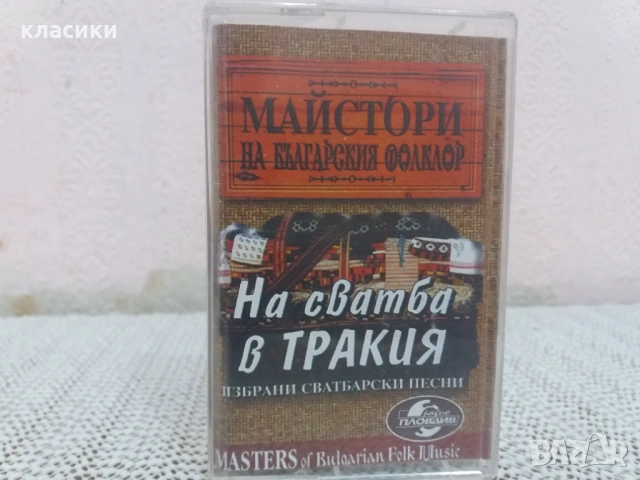 класики
МАЙСТОРИ
НА БЪЛГАРСКИЯ ФОЛКЛОР
На сватба
в ТРАКИЯ
ИЗБРАНИ СВАТБАРСКИ ПЕСНИ
ПЛОВДИВ
MASTERS of Bulgarian Folk Music
BAZAR